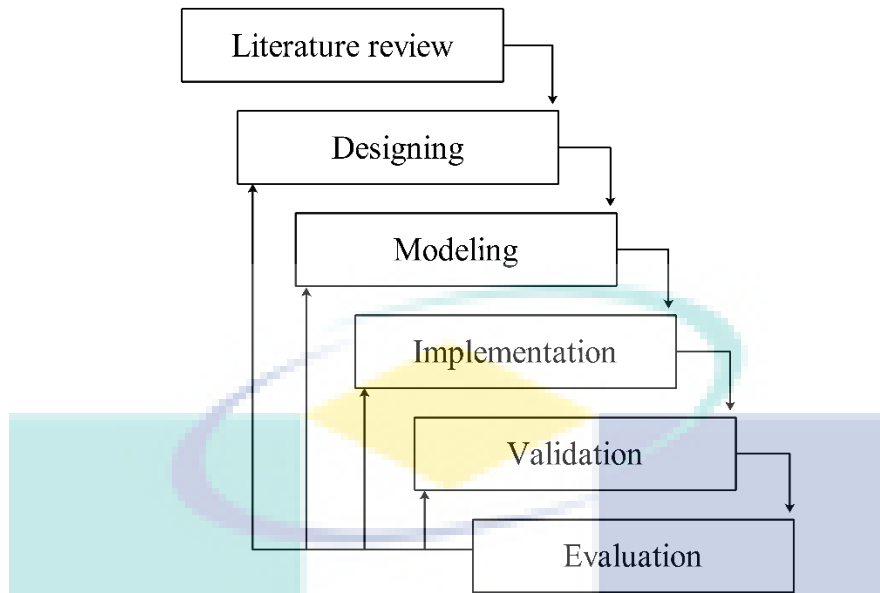 Literature review
Designing
Modeling
Implementation
Validation
Evaluation